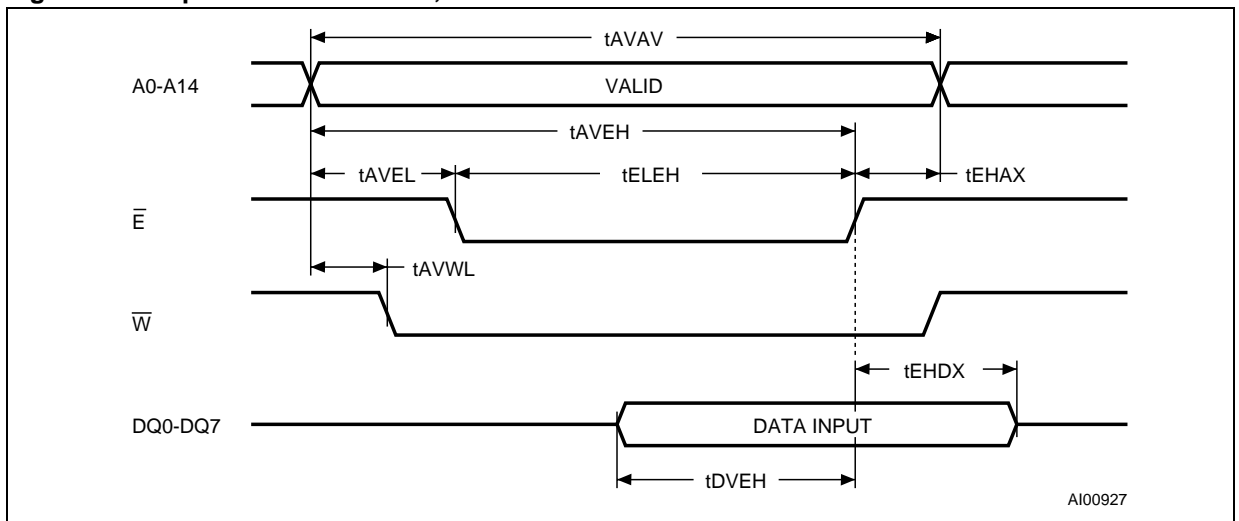 tAVAV
A0-A14
VALID
tAVEH
tAVEL
tELEH
tEHAX
E̅
tAVWL
W̅
tEHDX
DQ0-DQ7
DATA INPUT
tDVEH
AI00927